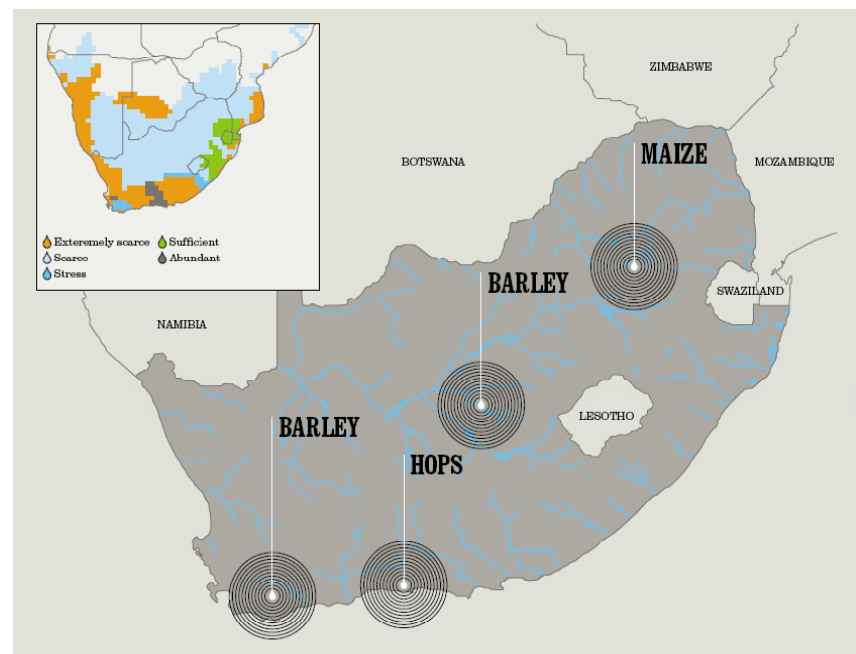 ZIMBABWE
MAIZE
BOTSWANA
MOZAMBIQUE
Exteremely scarce
Sufficient
Scarce
Abundant
Stress
BARLEY
SWAZILAND
NAMIBIA
LESOTHO
BARLEY
HOPS